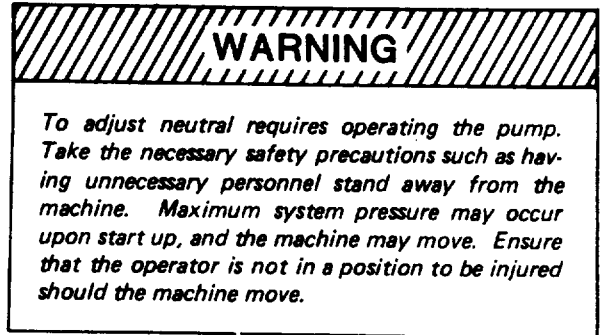 WARNING
To adjust neutral requires operating the pump.
Take the necessary safety precautions such as hav-
ing unnecessary personnel stand away from the
machine. Maximum system pressure may occur
upon start up, and the machine may move. Ensure
that the operator is not in a position to be injured
should the machine move.